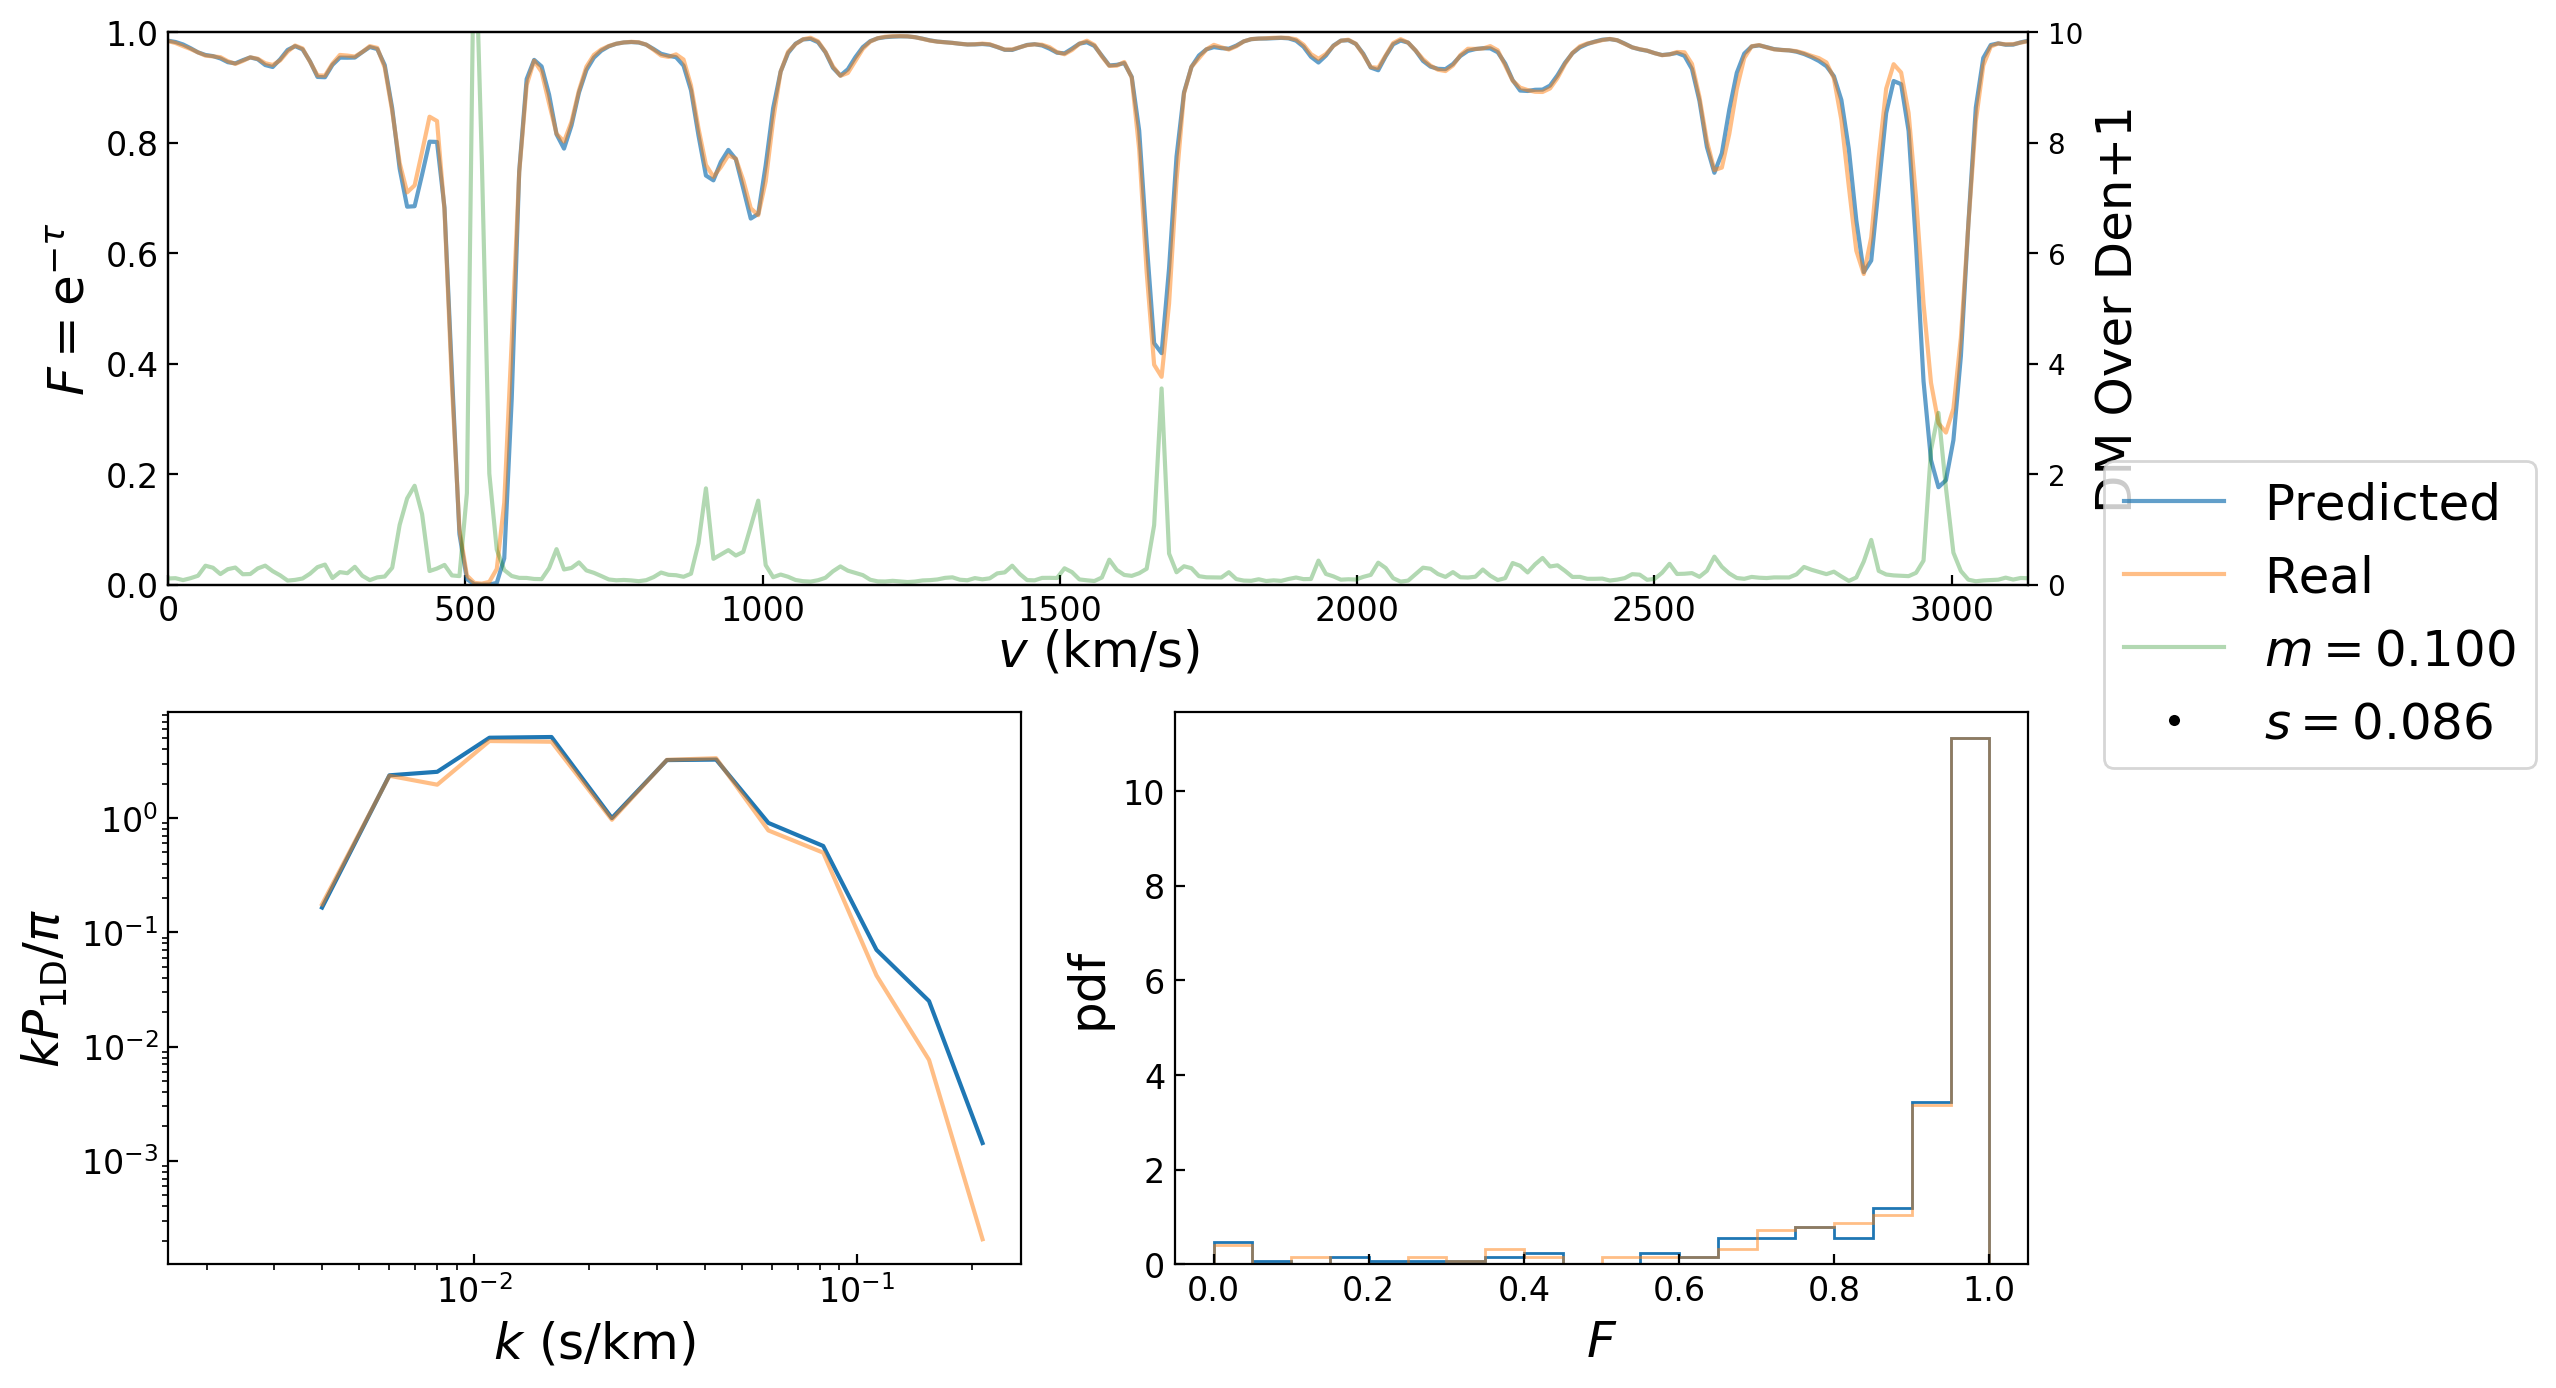 1.0
0.8
0.6
0.4
0.2
0.0
F = e^{−τ}
10
8
6
4
2
0
DM Over Den+1
0 500 1000 1500 2000 2500 3000
v (km/s)
Predicted
Real
m = 0.100
s = 0.086
10^0
10^{−1}
10^{−2}
10^{−3}
kP_{1D}/π
10^{−2} 10^{−1}
k (s/km)
10
8
6
4
2
0
pdf
0.0 0.2 0.4 0.6 0.8 1.0
F